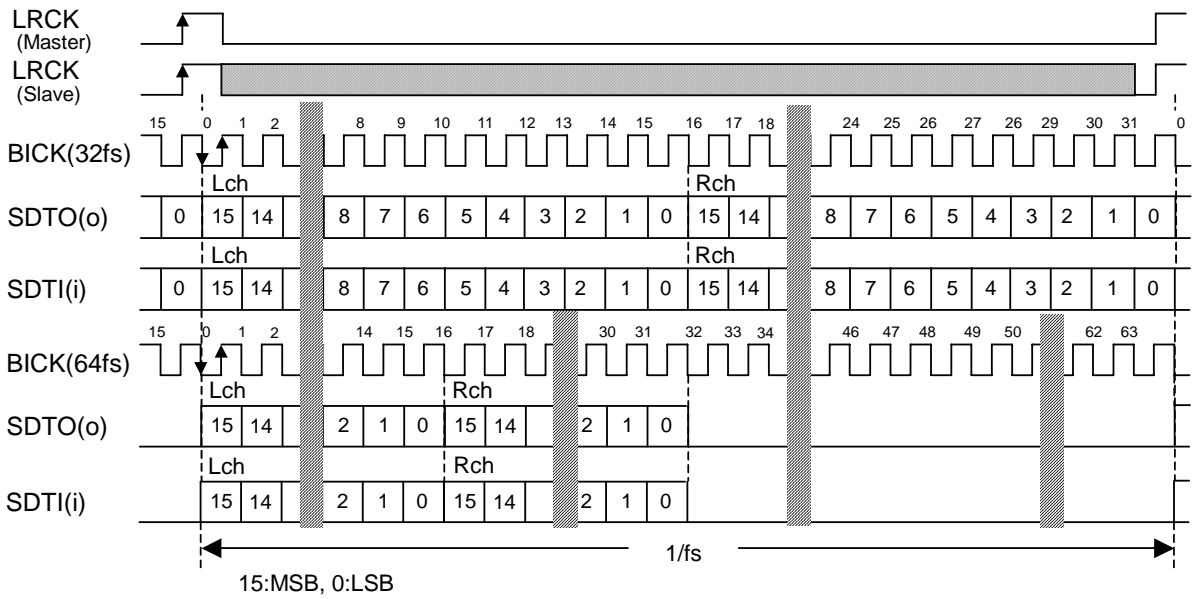 LRCK
(Master)
LRCK
(Slave)
15 0 1 2 8 9 10 11 12 13 14 15 16 17 18 24 25 26 27 26 29 30 31 0
BICK(32fs)
Lch Rch
SDTO(o) 0 15 14 8 7 6 5 4 3 2 1 0 15 14 8 7 6 5 4 3 2 1 0
Lch Rch
SDTI(i) 0 15 14 8 7 6 5 4 3 2 1 0 15 14 8 7 6 5 4 3 2 1 0
15 0 1 2 14 15 16 17 18 30 31 32 33 34 46 47 48 49 50 62 63
BICK(64fs)
Lch Rch
SDTO(o) 15 14 2 1 0 15 14 2 1 0
Lch Rch
SDTI(i) 15 14 2 1 0 15 14 2 1 0
1/fs
15:MSB, 0:LSB